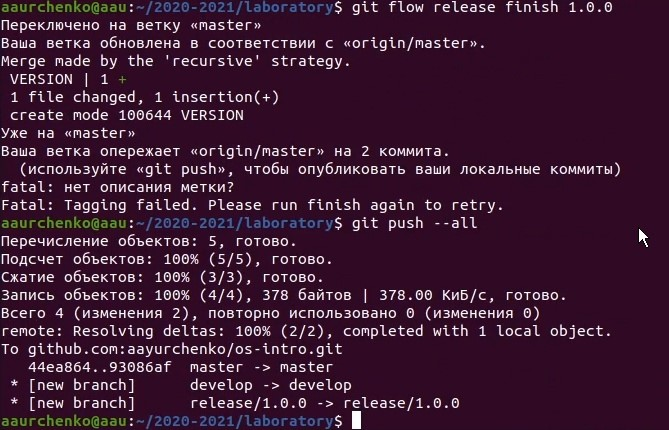 aaurchenko@aau:~/2020-2021/laboratory$ git flow release finish 1.0.0
Переключено на ветку «master»
Ваша ветка обновлена в соответствии с «origin/master».
Merge made by the 'recursive' strategy.
 VERSION | 1 +
 1 file changed, 1 insertion(+)
 create mode 100644 VERSION
Уже на «master»
Ваша ветка опережает «origin/master» на 2 коммита.
  (используйте «git push», чтобы опубликовать ваши локальные коммиты)
fatal: нет описания метки?
Fatal: Tagging failed. Please run finish again to retry.
aaurchenko@aau:~/2020-2021/laboratory$ git push --all
Перечисление объектов: 5, готово.
Подсчет объектов: 100% (5/5), готово.
Сжатие объектов: 100% (3/3), готово.
Запись объектов: 100% (4/4), 378 байтов | 378.00 КиБ/с, готово.
Всего 4 (изменения 2), повторно использовано 0 (изменения 0)
remote: Resolving deltas: 100% (2/2), completed with 1 local object.
To github.com:aayurchenko/os-intro.git
   44ea864..93086af  master -> master
 * [new branch]      develop -> develop
 * [new branch]      release/1.0.0 -> release/1.0.0
aaurchenko@aau:~/2020-2021/laboratory$